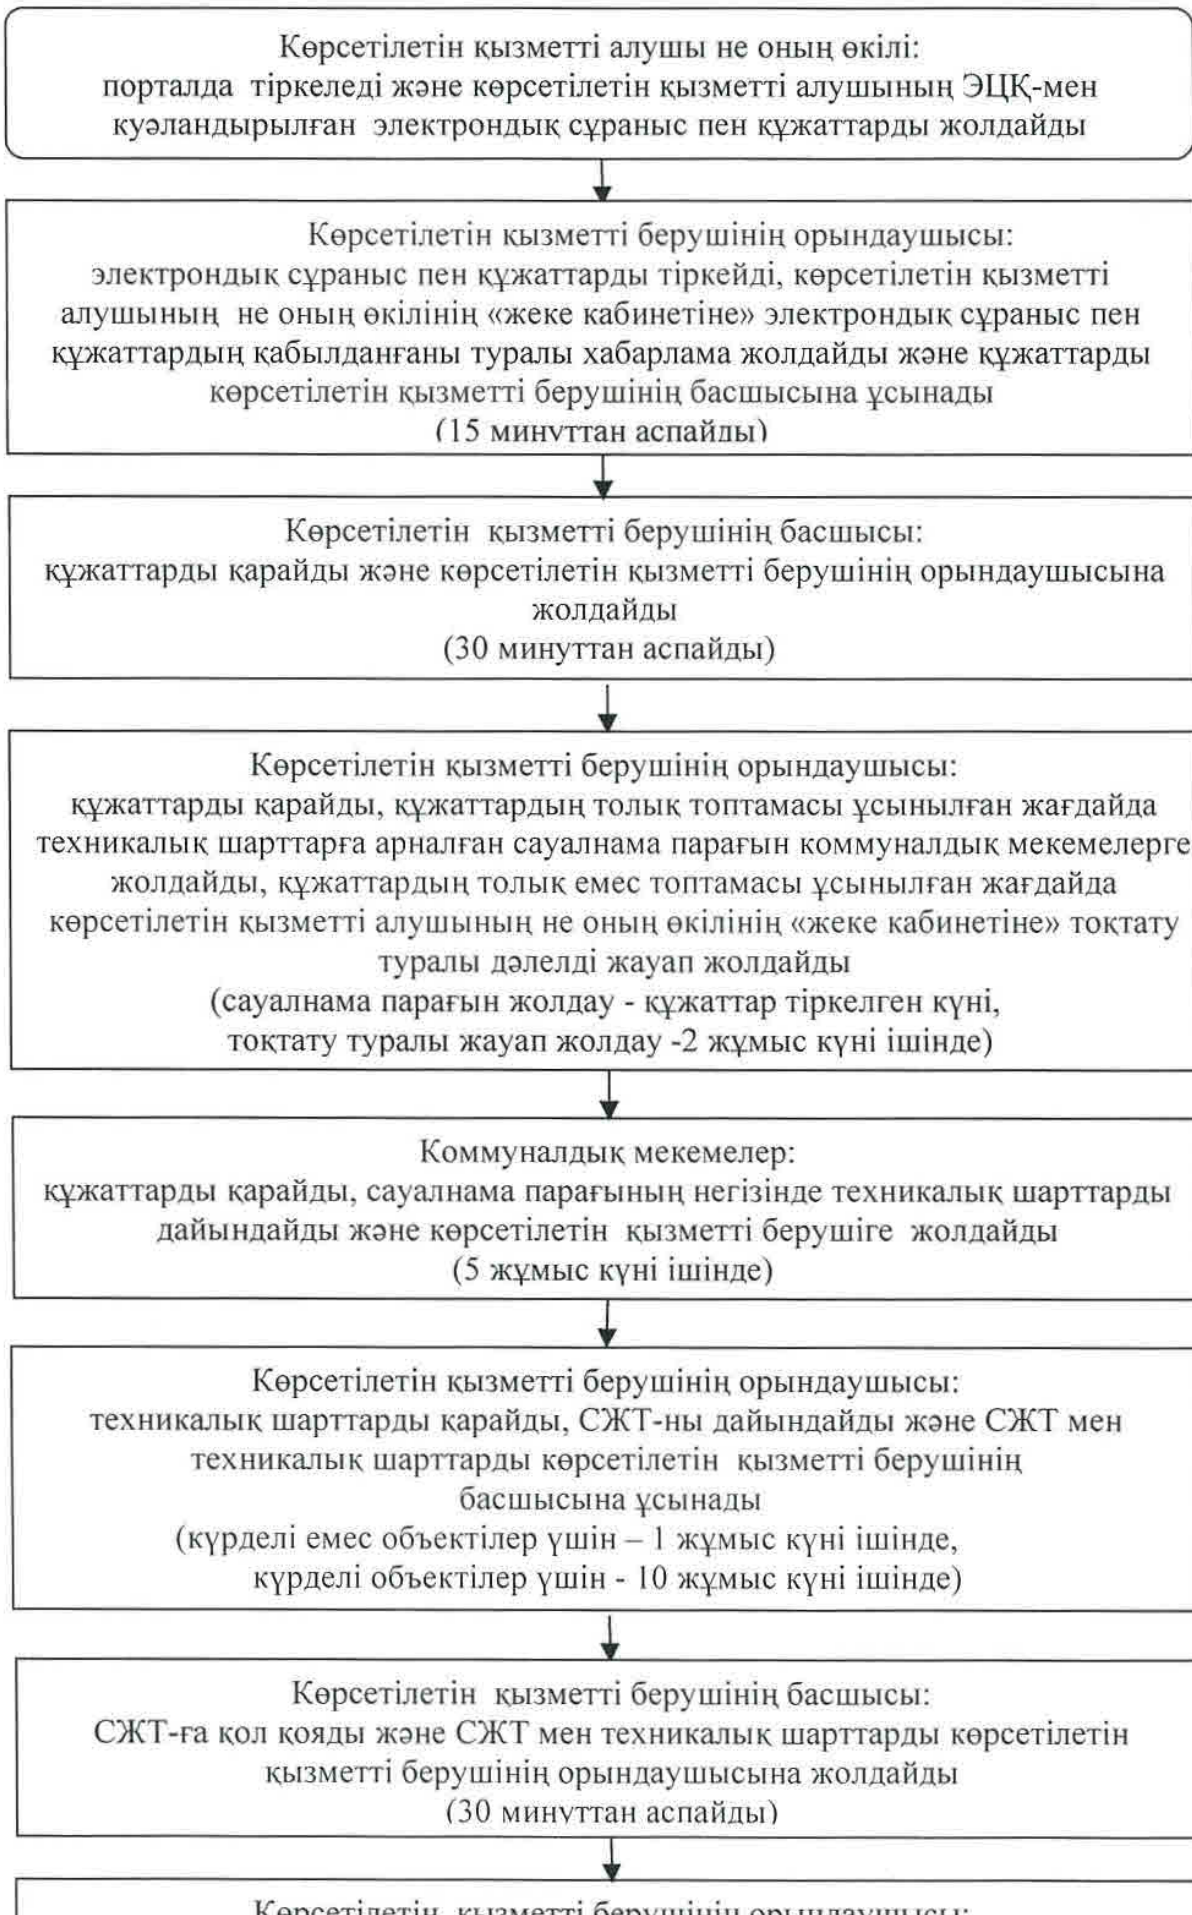 Көрсетілетін қызметті алушы не оның өкілі:
порталда тіркеледі және көрсетілетін қызметті алушының ЭЦҚ-мен
куәландырылған электрондық сұраныс пен құжаттарды жолдайды
Көрсетілетін қызметті берушінің орындаушысы:
электрондық сұраныс пен құжаттарды тіркейді, көрсетілетін қызметті
алушының не оның өкілінің «жеке кабинетіне» электрондық сұраныс пен
құжаттардың қабылданғаны туралы хабарлама жолдайды және құжаттарды
көрсетілетін қызметті берушінің басшысына ұсынады
(15 минуттан аспайды)
Көрсетілетін қызметті берушінің басшысы:
құжаттарды қарайды және көрсетілетін қызметті берушінің орындаушысына
жолдайды
(30 минуттан аспайды)
Көрсетілетін қызметті берушінің орындаушысы:
құжаттарды қарайды, құжаттардың толық топтамасы ұсынылған жағдайда
техникалық шарттарға арналған сауалнама парағын коммуналдық мекемелерге
жолдайды, құжаттардың толық емес топтамасы ұсынылған жағдайда
көрсетілетін қызметті алушының не оның өкілінің «жеке кабинетіне» тоқтату
туралы дәлелді жауап жолдайды
(сауалнама парағын жолдау - құжаттар тіркелген күні,
тоқтату туралы жауап жолдау -2 жұмыс күні ішінде)
Коммуналдық мекемелер:
құжаттарды қарайды, сауалнама парағының негізінде техникалық шарттарды
дайындайды және көрсетілетін қызметті берушіге жолдайды
(5 жұмыс күні ішінде)
Көрсетілетін қызметті берушінің орындаушысы:
техникалық шарттарды қарайды, СЖТ-ны дайындайды және СЖТ мен
техникалық шарттарды көрсетілетін қызметті берушінің
басшысына ұсынады
(күрделі емес объектілер үшін – 1 жұмыс күні ішінде,
күрделі объектілер үшін - 10 жұмыс күні ішінде)
Көрсетілетін қызметті берушінің басшысы:
СЖТ-ға қол қояды және СЖТ мен техникалық шарттарды көрсетілетін
қызметті берушінің орындаушысына жолдайды
(30 минуттан аспайды)
Көрсетілетін қызметті берушінің орындаушысы: